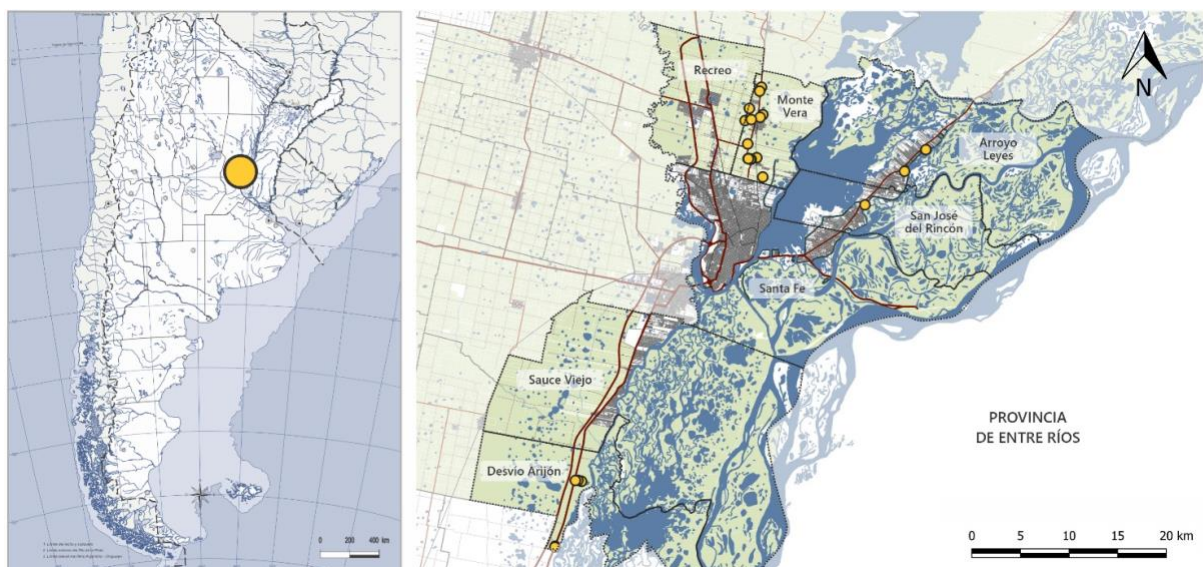 0 200 400 km
Recreo
Monte
Vera
N
Arroyo
Leyes
San José
del Rincón
Santa Fe
Sauce Viejo
Desvio Arijón
PROVINCIA
DE ENTRE RÍOS
0 5 10 15 20 km